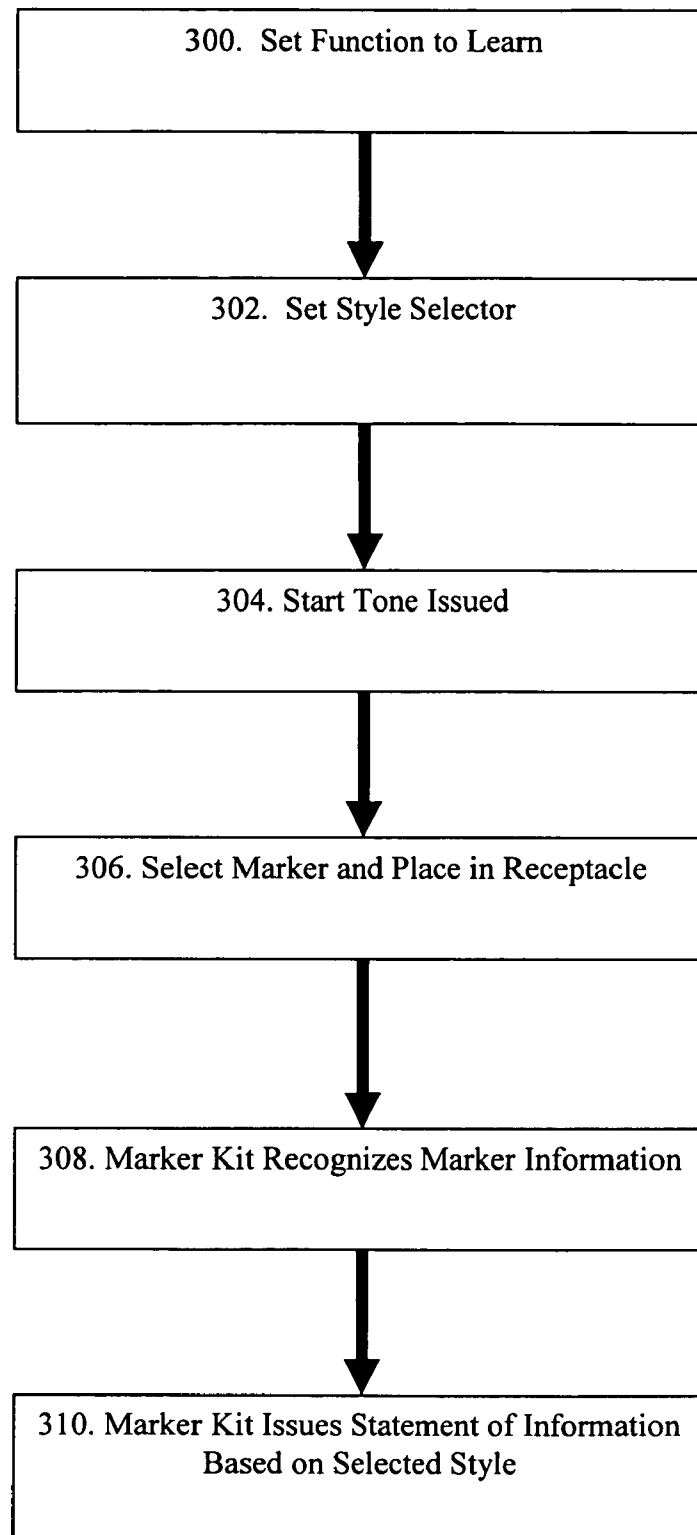 300. Set Function to Learn
302. Set Style Selector
304. Start Tone Issued
306. Select Marker and Place in Receptacle
308. Marker Kit Recognizes Marker Information
310. Marker Kit Issues Statement of Information
Based on Selected Style